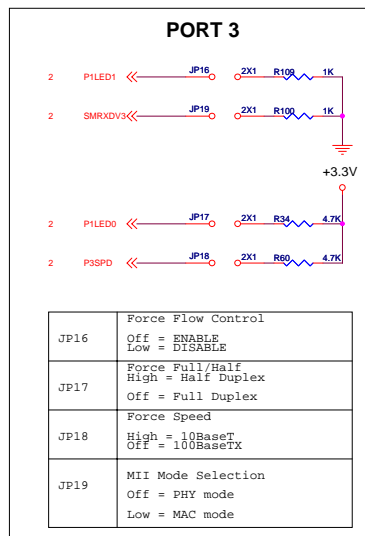 PORT 3
2 P1LED1 JP16 2X1 R109 1K
2 SMRXDV3 JP19 2X1 R100 1K
+3.3V
2 P1LED0 JP17 2X1 R34 4.7K
2 P3SPD JP18 2X1 R60 4.7K
JP16
Force Flow Control
Off = ENABLE
Low = DISABLE
JP17
Force Full/Half
High = Half Duplex
Off = Full Duplex
JP18
Force Speed
High = 10BaseT
Off = 100BaseTX
JP19
MII Mode Selection
Off = PHY mode
Low = MAC mode